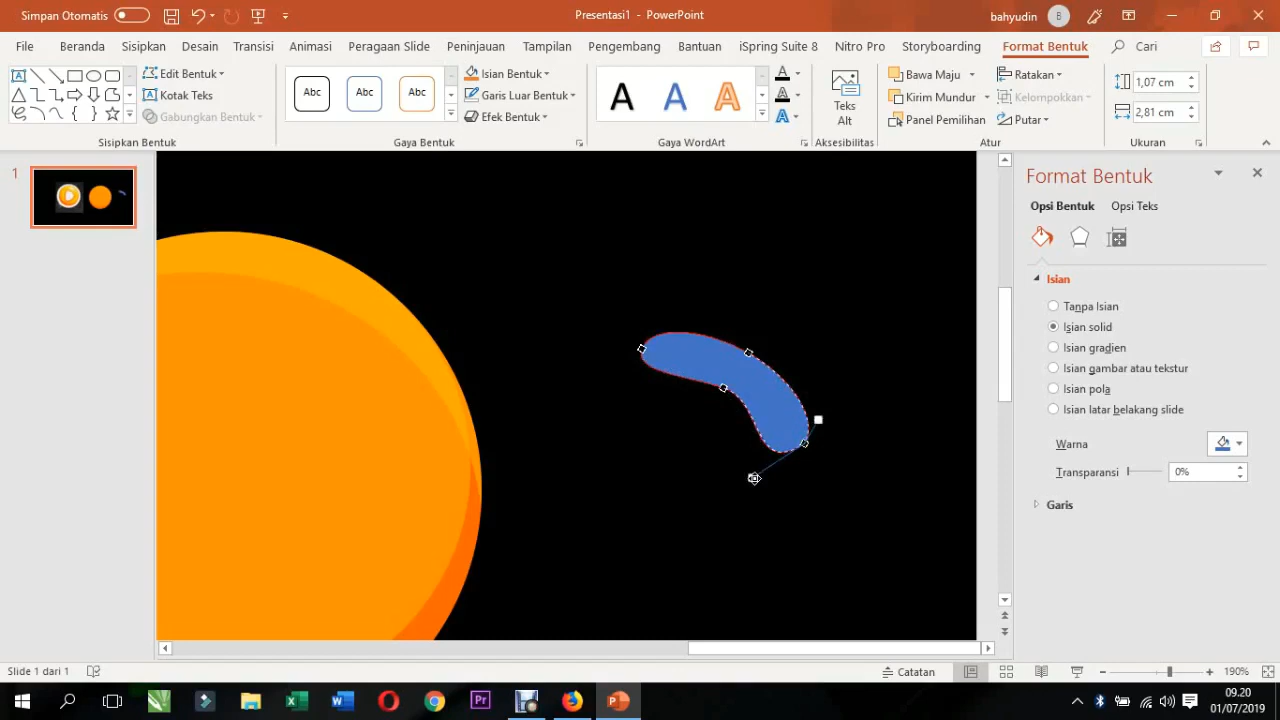 Simpan Otomatis
Presentasi1 - PowerPoint
bahyudin
B
File Beranda Sisipkan Desain Transisi Animasi Peragaan Slide Peninjauan Tampilan Pengembang Bantuan iSpring Suite 8 Nitro Pro Storyboarding Format Bentuk Cari
Edit Bentuk
Kotak Teks
Gabungkan Bentuk
Sisipkan Bentuk
Abc Abc Abc
Isian Bentuk
Garis Luar Bentuk
Efek Bentuk
Gaya Bentuk
A A A
A
A
A
Gaya WordArt
Teks
Alt
Aksesibilitas
Bawa Maju
Kirim Mundur
Panel Pemilihan
Ratakan
Kelompokkan
Putar
Atur
1,07 cm
2,81 cm
Ukuran
1
Format Bentuk
Opsi Bentuk Opsi Teks
Isian
Tanpa Isian
Isian solid
Isian gradien
Isian gambar atau tekstur
Isian pola
Isian latar belakang slide
Warna
Transparansi 0%
Garis
Slide 1 dari 1
Catatan
190%
09.20
01/07/2019